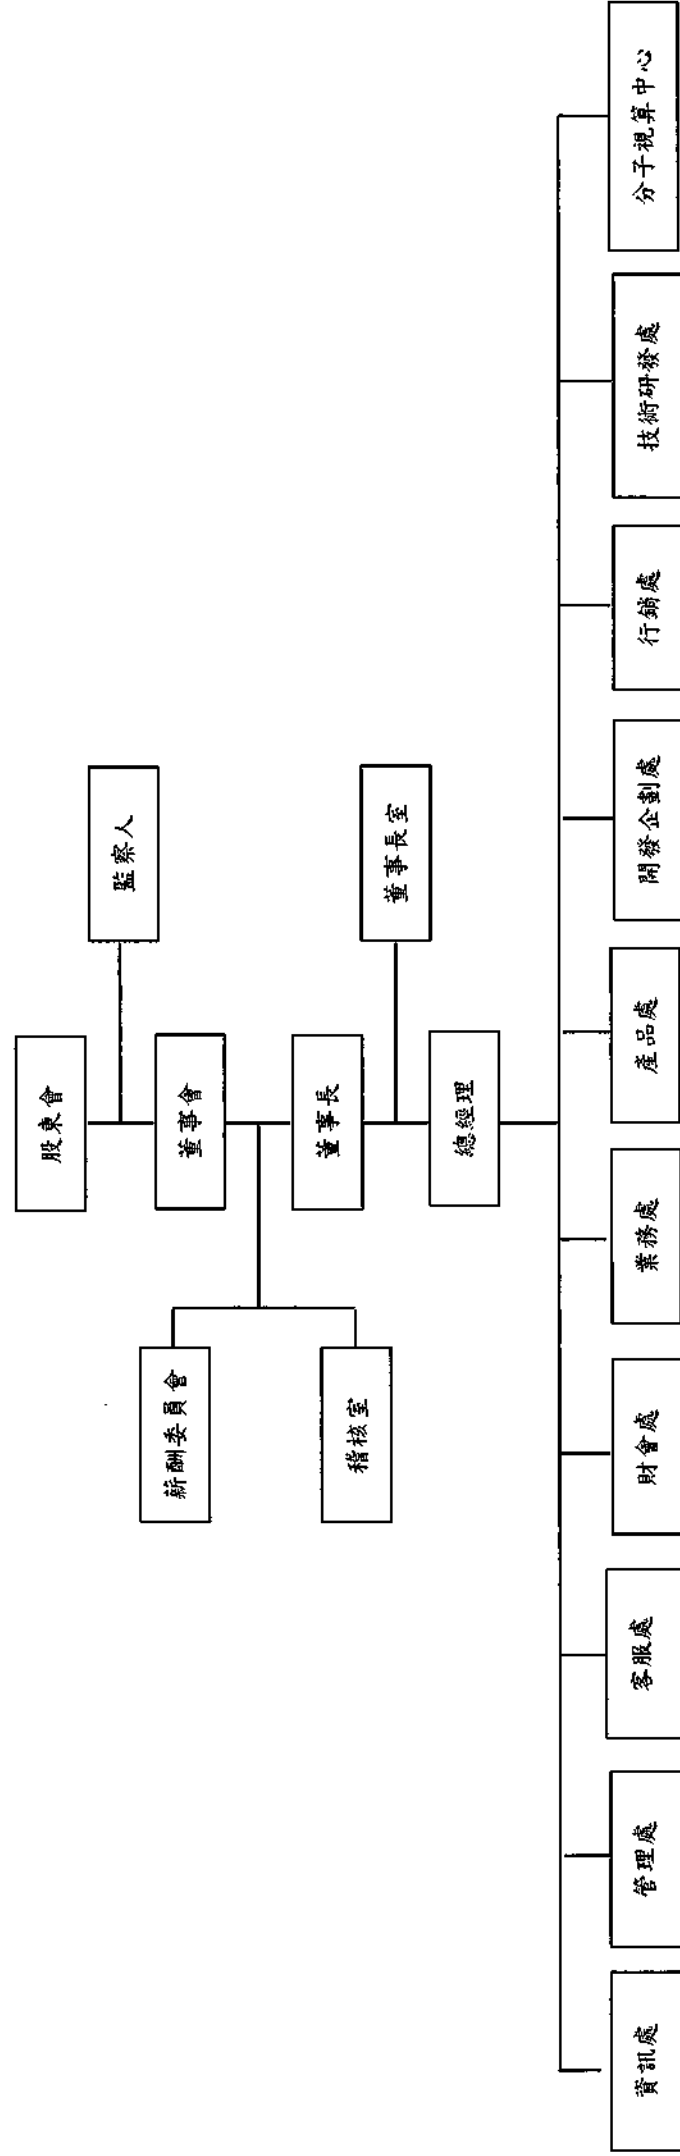 股東會
監察人
董事會
薪酬委員會
稽核室
董事長
董事長室
總經理
資訊處
管理處
客服處
財會處
業務處
產品處
開發企劃處
行銷處
技術研發處
分子視算中心